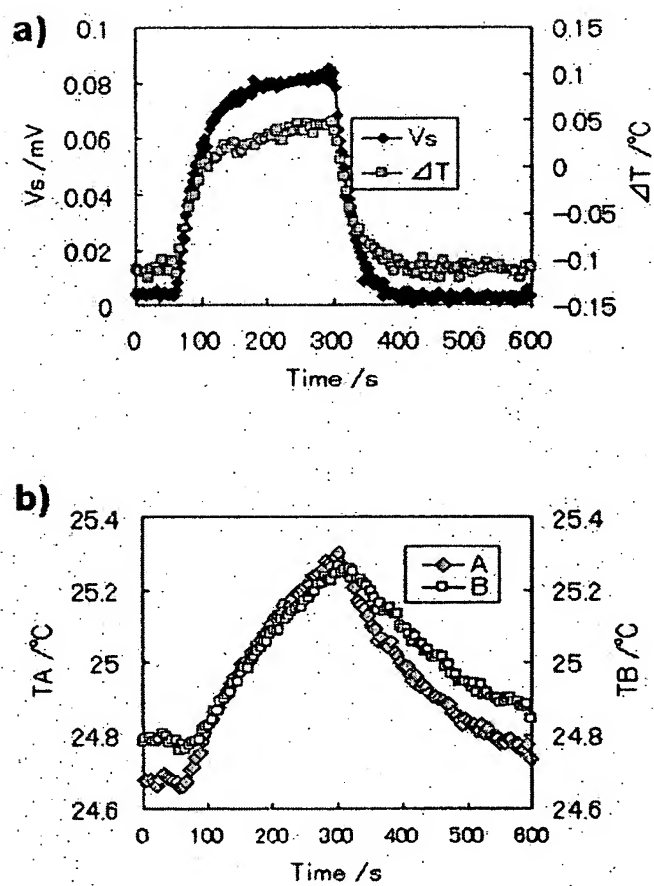 a)
0.1
0.08
0.06
0.04
0.02
0
Vs /mV
0.15
0.1
0.05
0
-0.05
-0.1
-0.15
ΔT /°C
Vs
ΔT
0 100 200 300 400 500 600
Time /s
b)
25.4
25.2
25
24.8
24.6
TA /°C
25.4
25.2
25
24.8
24.6
TB /°C
A
B
0 100 200 300 400 500 600
Time /s